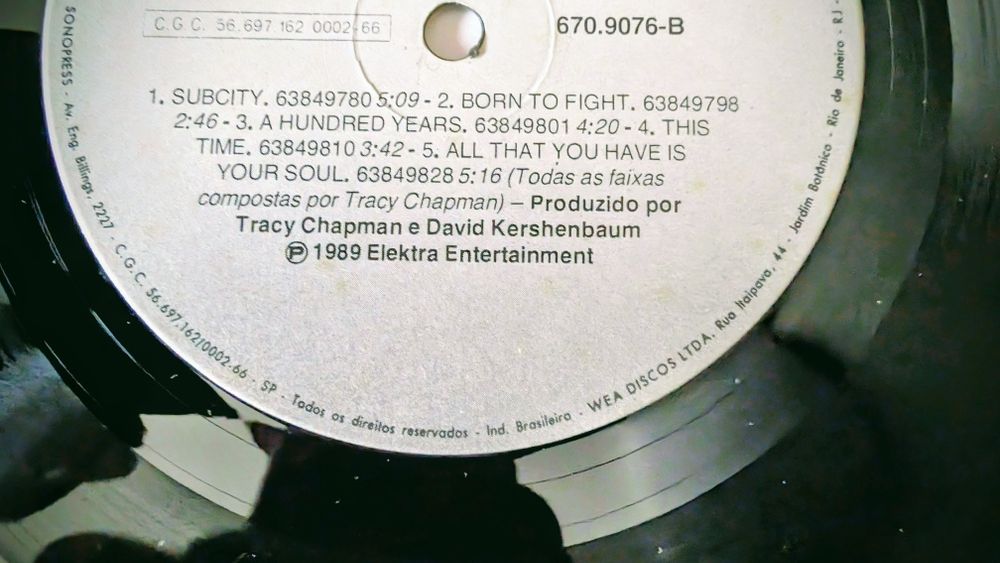 C.G.C. 56.697.162 0002-66
670.9076-B
1. SUBCITY. 63849780 5:09 - 2. BORN TO FIGHT. 63849798
2:46 - 3. A HUNDRED YEARS. 63849801 4:20 - 4. THIS
TIME. 63849810 3:42 - 5. ALL THAT YOU HAVE IS
YOUR SOUL. 63849828 5:16 (Todas as faixas
compostas por Tracy Chapman) – Produzido por
Tracy Chapman e David Kershenbaum
Ⓟ 1989 Elektra Entertainment
SONOPRESS - Av. Eng. Billings, 2227 - C.G.C. 56.697.162/0002-66 - SP - Todos os direitos reservados - Ind. Brasileira - WEA DISCOS LTDA. Rua Itaipava, 44 - Jardim Botânico - Rio de Janeiro - RJ -